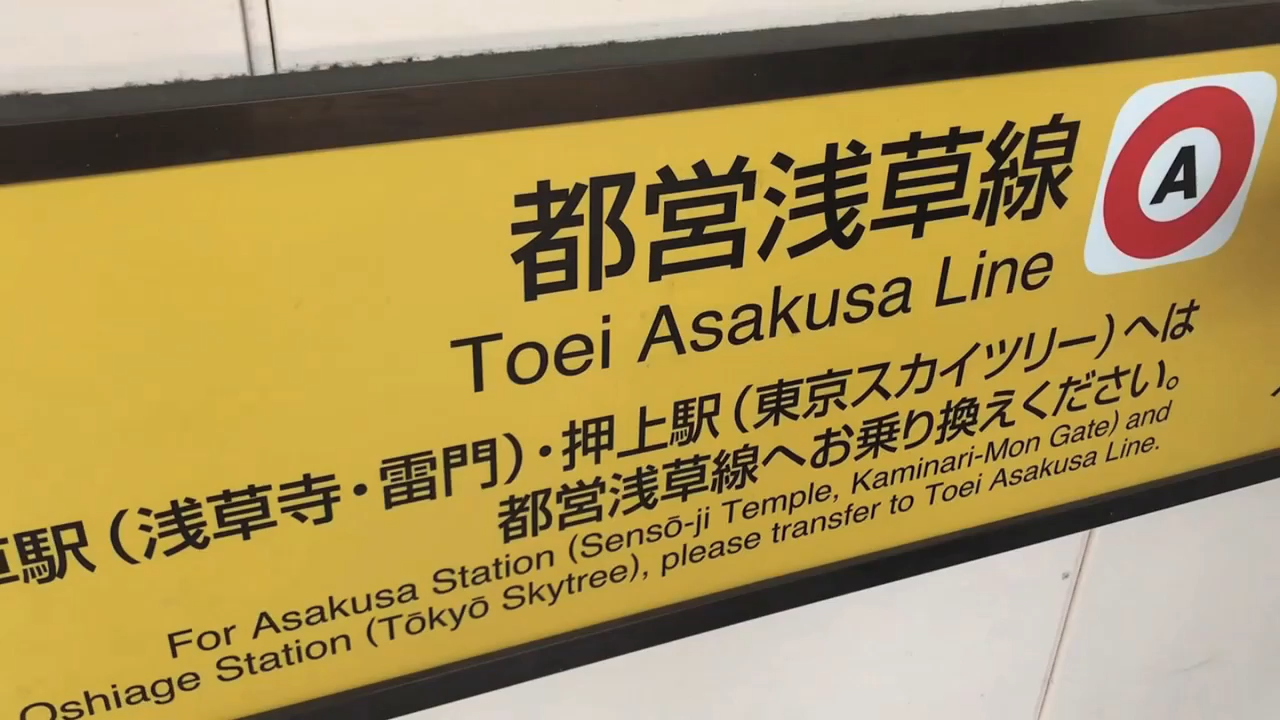 都営浅草線
A
Toei Asakusa Line
駅（浅草寺・雷門）・押上駅（東京スカイツリー）へは
都営浅草線へお乗り換えください。
For Asakusa Station (Sensō-ji Temple, Kaminari-Mon Gate) and
Oshiage Station (Tōkyō Skytree), please transfer to Toei Asakusa Line.